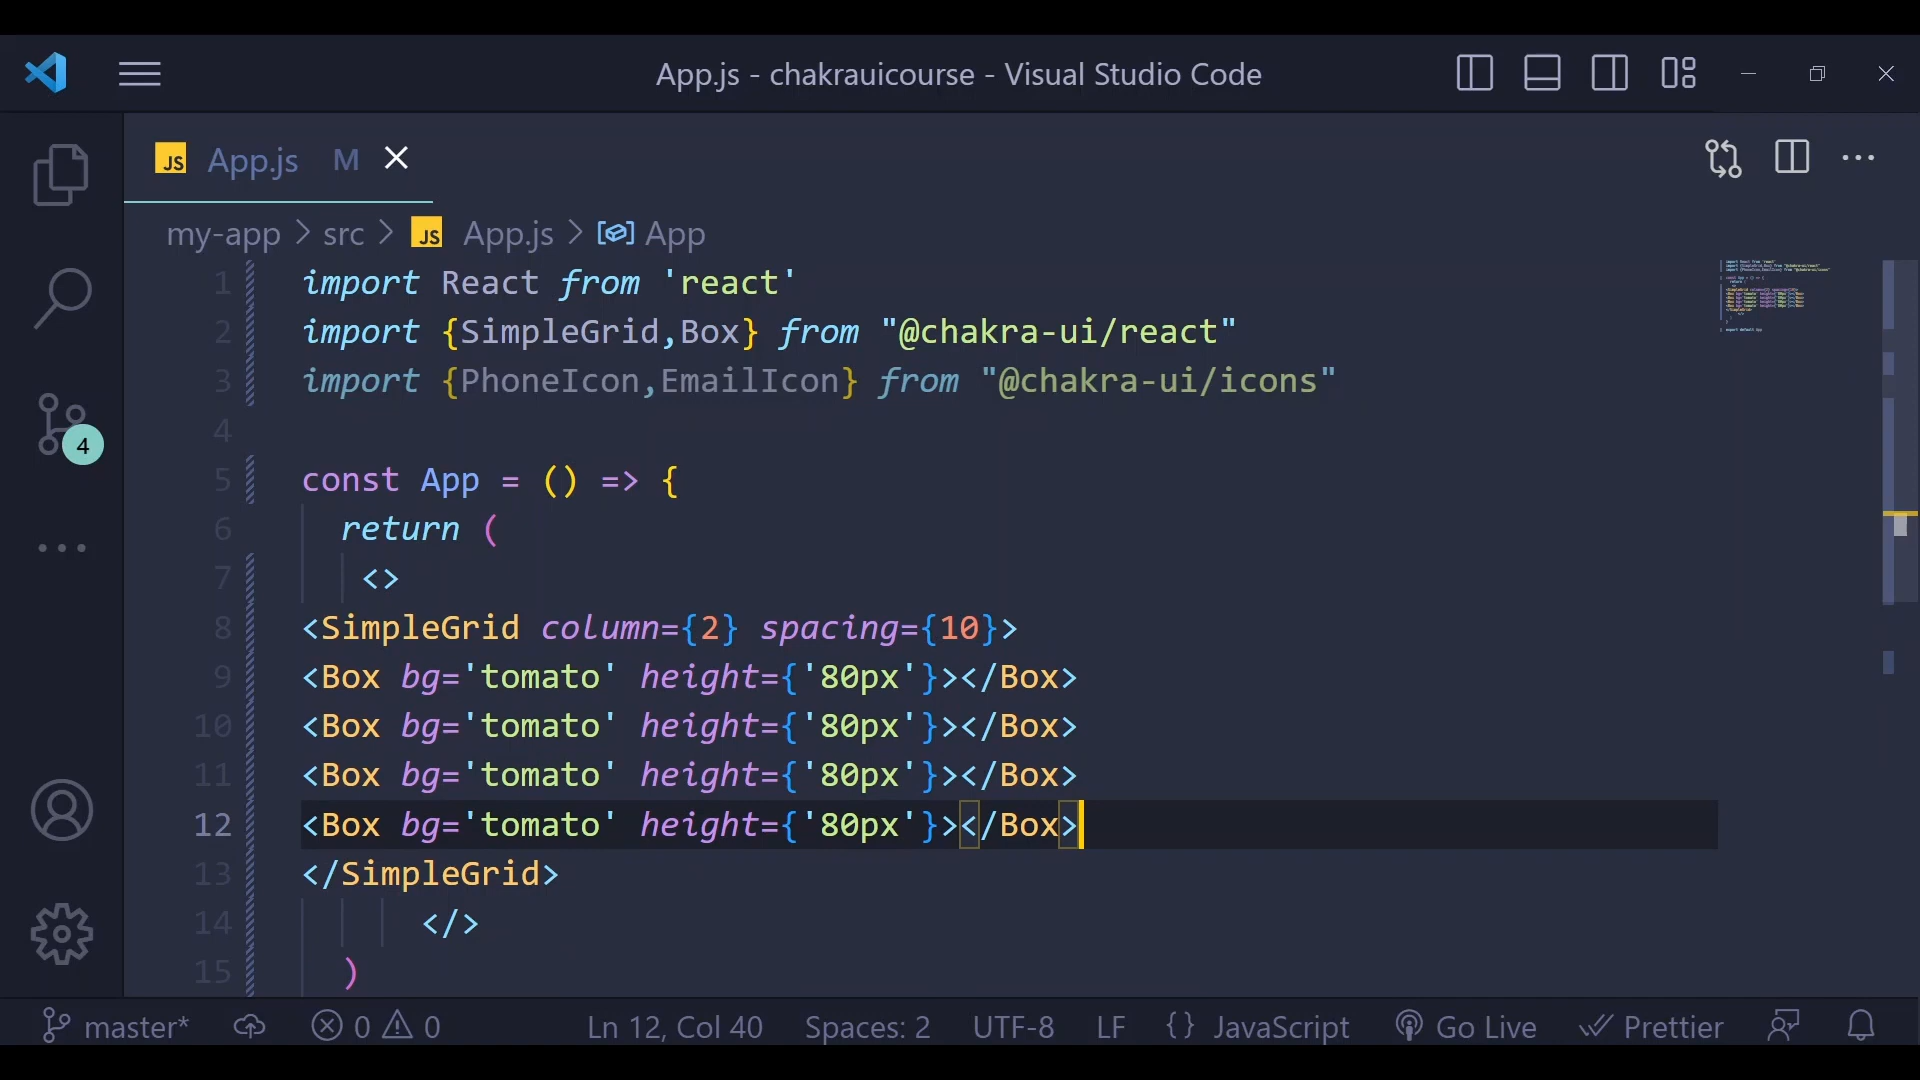 App.js - chakrauicourse - Visual Studio Code
JS App.js M
my-app > src > JS App.js > App
1 import React from 'react'
2 import {SimpleGrid,Box} from "@chakra-ui/react"
3 import {PhoneIcon,EmailIcon} from "@chakra-ui/icons"
4
5 const App = () => {
6 return (
7 <>
8 <SimpleGrid column={2} spacing={10}>
9 <Box bg='tomato' height={'80px'}></Box>
10 <Box bg='tomato' height={'80px'}></Box>
11 <Box bg='tomato' height={'80px'}></Box>
12 <Box bg='tomato' height={'80px'}></Box>
13 </SimpleGrid>
14 </>
15 )
4
master* 0 0 Ln 12, Col 40 Spaces: 2 UTF-8 LF {} JavaScript Go Live Prettier